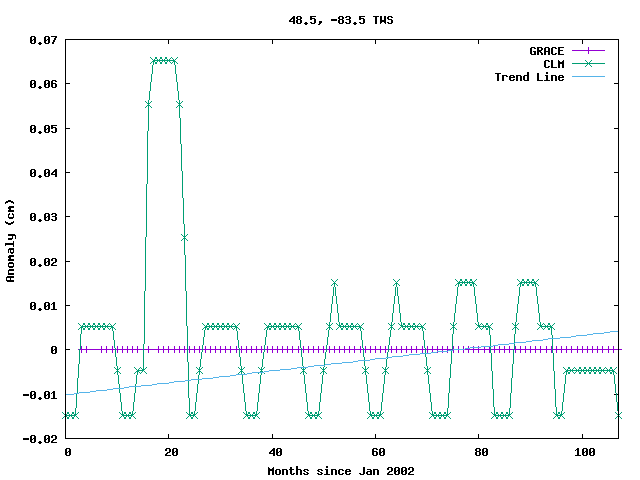 48.5, -83.5 TWS
0.07
0.06
0.05
0.04
0.03
0.02
0.01
0
-0.01
-0.02
Anomaly (cm)
GRACE
CLM
Trend Line
0 20 40 60 80 100
Months since Jan 2002